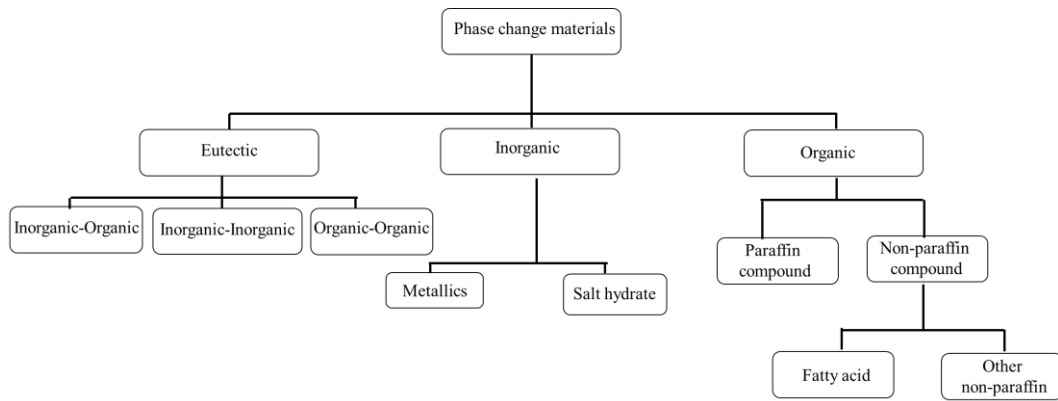 Phase change materials
Eutectic
Inorganic
Organic
Inorganic-Organic
Inorganic-Inorganic
Organic-Organic
Metallics
Salt hydrate
Paraffin
compound
Non-paraffin
compound
Fatty acid
Other
non-paraffin